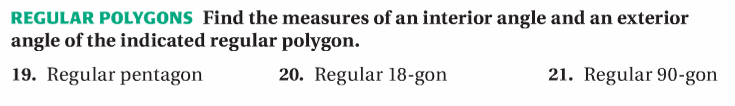 REGULAR POLYGONS Find the measures of an interior angle and an exterior
angle of the indicated regular polygon.
19. Regular pentagon 20. Regular 18-gon 21. Regular 90-gon